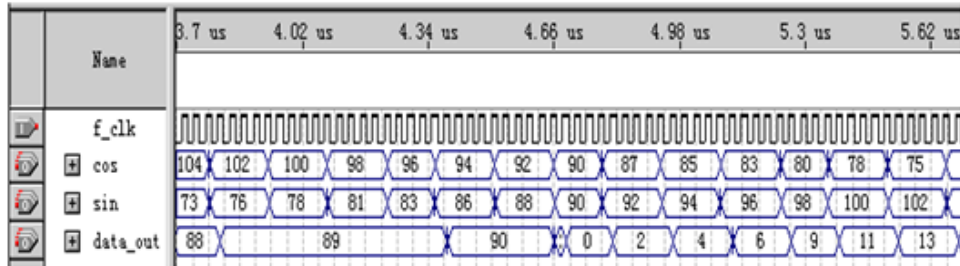 3.7 us 4.02 us 4.34 us 4.66 us 4.98 us 5.3 us 5.62 us
Name
f_clk
cos 104 102 100 98 96 94 92 90 87 85 83 80 78 75
sin 73 76 78 81 83 86 88 90 92 94 96 98 100 102
data_out 88 89 90 0 2 4 6 9 11 13